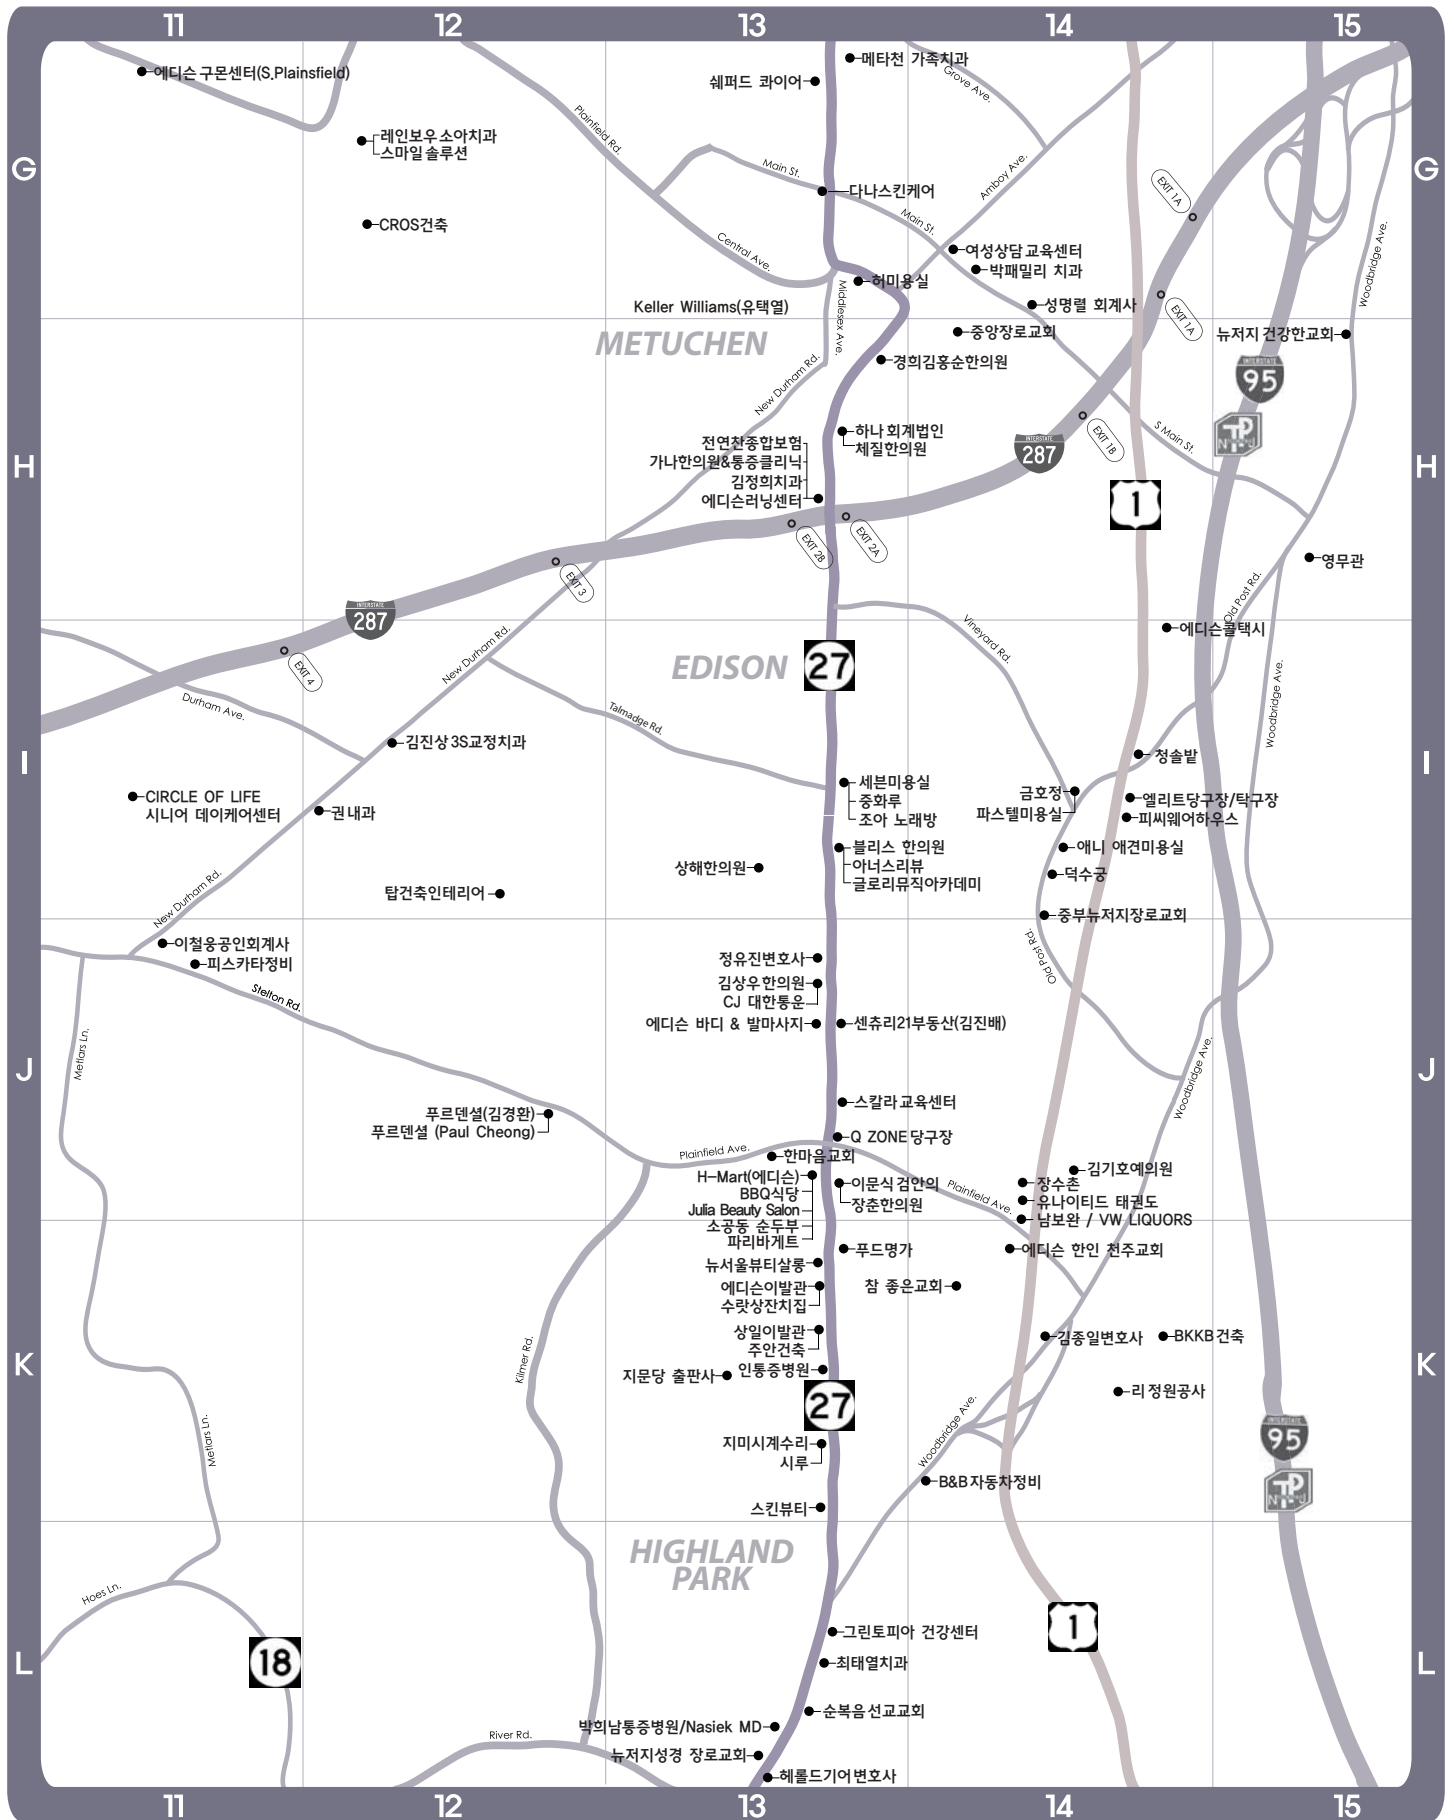 11 12 13 14 15
에디슨 구몬센터(S,Plainsfield)
메타천 가족치과
쉐퍼드 콰이어
Grove Ave.
Plainfield Rd.
레인보우 소아치과
스마일 솔루션
G
G
Main St.
Amboy Ave.
EXIT 1A
다나스킨케어
CROS건축
Main St.
Central Ave.
여성상담 교육센터
Woodbridge Ave.
박패밀리 치과
허미용실
Middlesex Ave.
Keller Williams(유택열)
성명렬 회계사
EXIT 1A
METUCHEN
중앙장로교회
뉴저지 건강한교회
경희김홍순한의원
New Durham Rd.
INTERSTATE
95
하나 회계법인
체질한의원
전연찬종합보험
가나한의원&통증클리닉
김정희치과
에디슨러닝센터
EXIT 1B
S Main St.
INTERSTATE
287
H
H
1
EXIT 2B
EXIT 2A
영무관
EXIT 3
INTERSTATE
287
Old Post Rd.
에디슨콜택시
Vineyard Rd.
New Durham Rd.
EXIT 4
EDISON
27
Durham Ave.
Talmadge Rd.
Woodbridge Ave.
김진상 3S교정치과
청솔밭
I
I
CIRCLE OF LIFE
시니어 데이케어센터
권내과
세븐미용실
중화루
조아 노래방
금호정
파스텔미용실
엘리트당구장/탁구장
피씨웨어하우스
블리스 한의원
아너스리뷰
글로리뮤직아카데미
애니 애견미용실
상해한의원
덕수궁
탑건축인테리어
New Durham Rd.
중부뉴저지장로교회
이철웅공인회계사
피스카타정비
Old Post Rd.
정유진변호사
김상우한의원
CJ 대한통운
Stelton Rd.
에디슨 바디 & 발마사지
센츄리21부동산(김진배)
Metlars Ln.
J
J
Woodbridge Ave.
스칼라 교육센터
푸르덴셜(김경환)
푸르덴셜 (Paul Cheong)
Q ZONE 당구장
Plainfield Ave.
한마음교회
김기호예의원
H-Mart(에디슨)
BBQ식당
Julia Beauty Salon
소공동 순두부
파리바게트
이문식 검안의
장춘한의원
Plainfield Ave.
장수촌
유나이티드 태권도
남보완 / VW LIQUORS
푸드명가
에디슨 한인 천주교회
뉴서울뷰티살롱
에디슨이발관
수랏상잔치집
참 좋은교회
상일이발관
주안건축
김종일변호사
BKKB 건축
Kilmer Rd.
K
K
지문당 출판사
인통증병원
리 정원공사
27
Woodbridge Ave.
Metlars Ln.
INTERSTATE
95
지미시계수리
시루
B&B 자동차정비
스킨뷰티
HIGHLAND
PARK
Hoes Ln.
18
1
그린토피아 건강센터
L
L
최태열치과
순복음 선교교회
박희남통증병원/Nasiek MD
River Rd.
뉴저지성경 장로교회
헤롤드기어 변호사
11 12 13 14 15